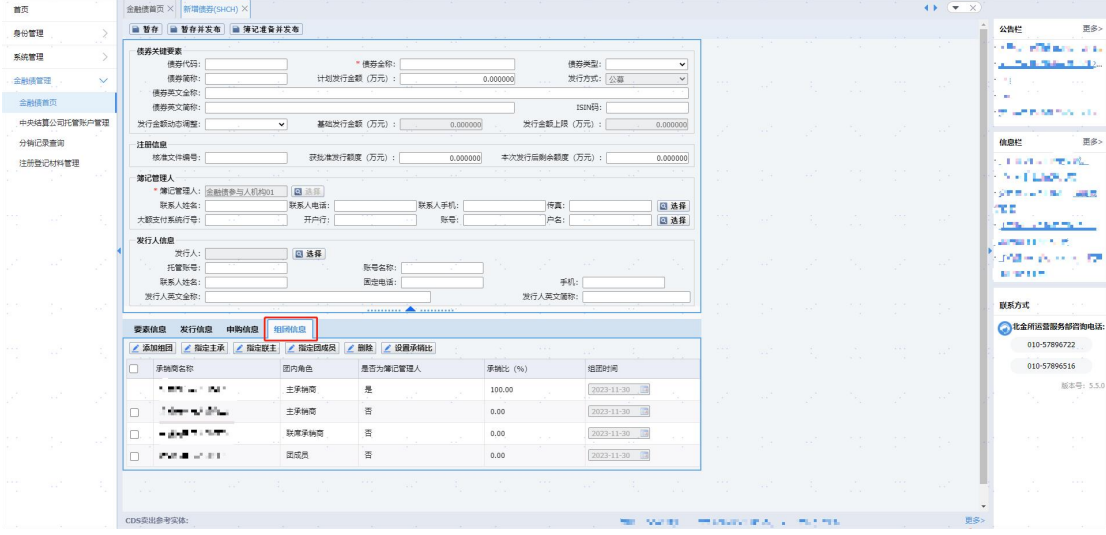 首页
身份管理
系统管理
金融债管理
金融债首页
中央结算公司托管账户管理
分销记录查询
注册登记材料管理
金融债首页 × 新增债券(SHCH) ×
暂存 暂存并发布 簿记准备并发布
债券关键要素
债券代码: * 债券全称: 债券类型:
债券简称: 计划发行金额（万元）: 0.000000 发行方式: 公募
债券英文全称:
债券英文简称: ISIN码:
发行金额动态调整: 基础发行金额（万元）: 0.000000 发行金额上限（万元）: 0.000000
注册信息
核准文件编号: 获批准发行额度（万元）: 0.000000 本次发行后剩余额度（万元）: 0.000000
簿记管理人
* 簿记管理人: 金融债参与人机构01 选择
联系人姓名: 联系人电话: 联系人手机: 传真: 选择
大额支付系统行号: 开户行: 账号: 户名: 选择
发行人信息
发行人: 选择
托管账号: 账号名称:
联系人姓名: 固定电话: 手机:
发行人英文全称: 发行人英文简称:
要素信息 发行信息 申购信息 组团信息
添加组团 指定主承 指定联主 指定团成员 删除 设置承销比
承销商名称 团内角色 是否为簿记管理人 承销比（%） 组团时间
主承销商 是 100.00 2023-11-30
主承销商 否 0.00 2023-11-30
联席承销商 否 0.00 2023-11-30
团成员 否 0.00 2023-11-30
CDS卖出参考实体: 更多>
公告栏 更多>
信息栏 更多>
联系方式
北金所运营服务部咨询电话:
010-57896722
010-57896516
版本号: 5.5.0